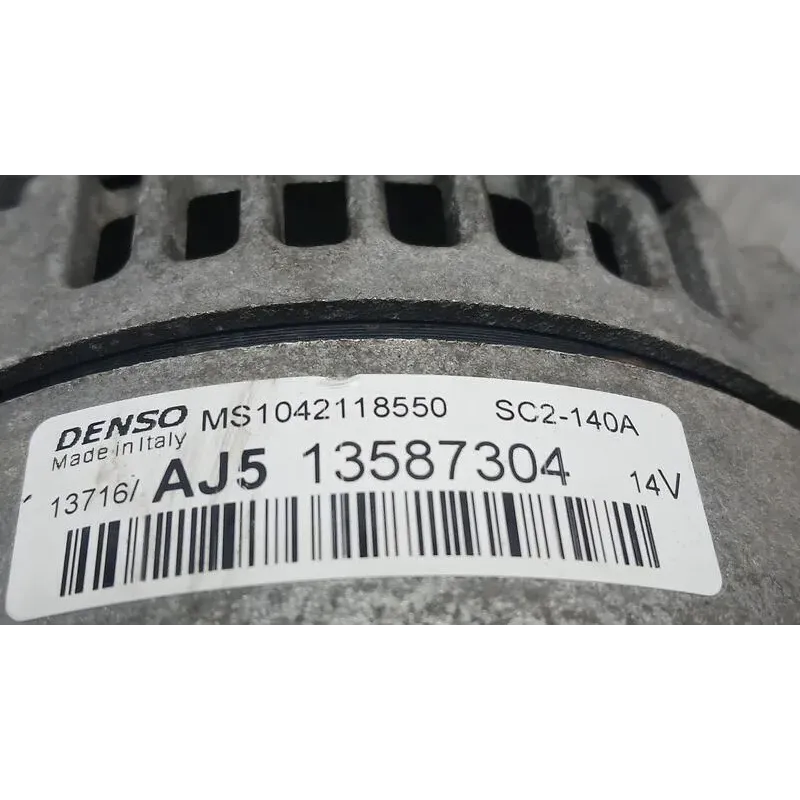 DENSO MS1042118550 SC2-140A
Made in Italy
13716/ AJ5 13587304 14V